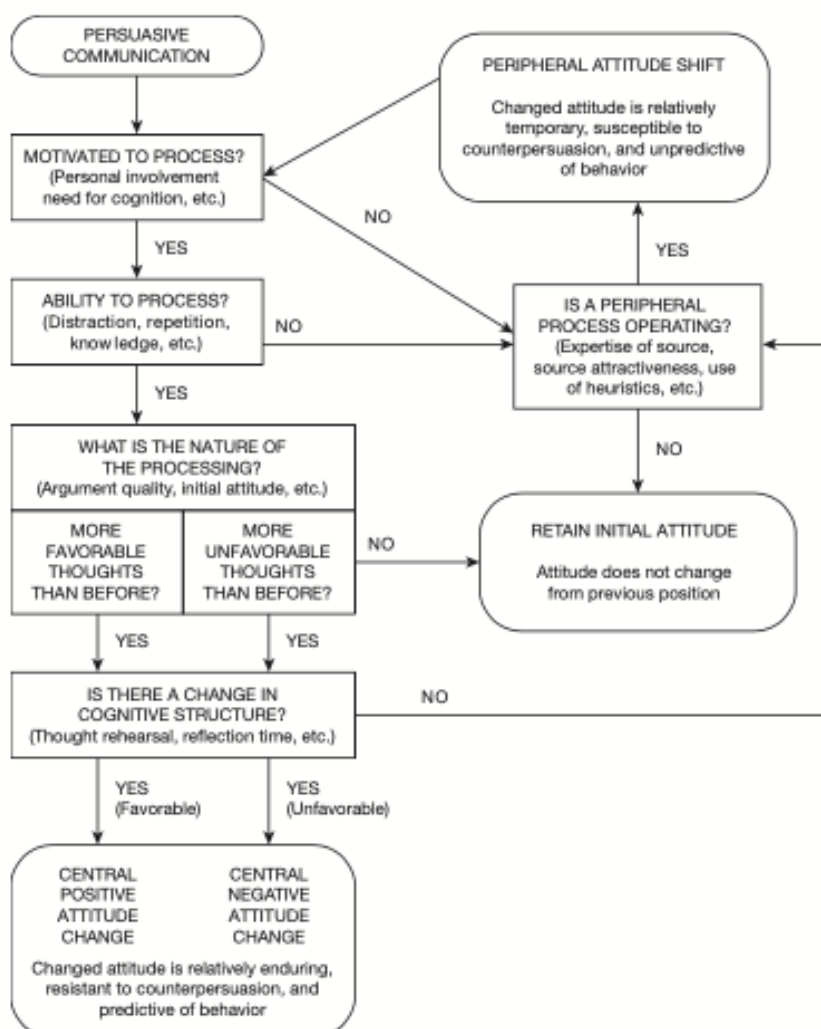 PERSUASIVE
COMMUNICATION
PERIPHERAL ATTITUDE SHIFT
Changed attitude is relatively
temporary, susceptible to
counterpersuasion, and unpredictive
of behavior
MOTIVATED TO PROCESS?
(Personal involvement
need for cognition, etc.)
NO
YES
YES
ABILITY TO PROCESS?
(Distraction, repetition,
know ledge, etc.)
NO
IS A PERIPHERAL
PROCESS OPERATING?
(Expertise of source,
source attractiveness, use
of heuristics, etc.)
YES
NO
WHAT IS THE NATURE OF
THE PROCESSING?
(Argument quality, initial attitude, etc.)
MORE
FAVORABLE
THOUGHTS
THAN BEFORE?
MORE
UNFAVORABLE
THOUGHTS
THAN BEFORE?
NO
RETAIN INITIAL ATTITUDE
Attitude does not change
from previous position
YES
YES
IS THERE A CHANGE IN
COGNITIVE STRUCTURE?
(Thought rehearsal, reflection time, etc.)
NO
YES
(Favorable)
YES
(Unfavorable)
CENTRAL
POSITIVE
ATTITUDE
CHANGE
CENTRAL
NEGATIVE
ATTITUDE
CHANGE
Changed attitude is relatively enduring,
resistant to counterpersuasion, and
predictive of behavior